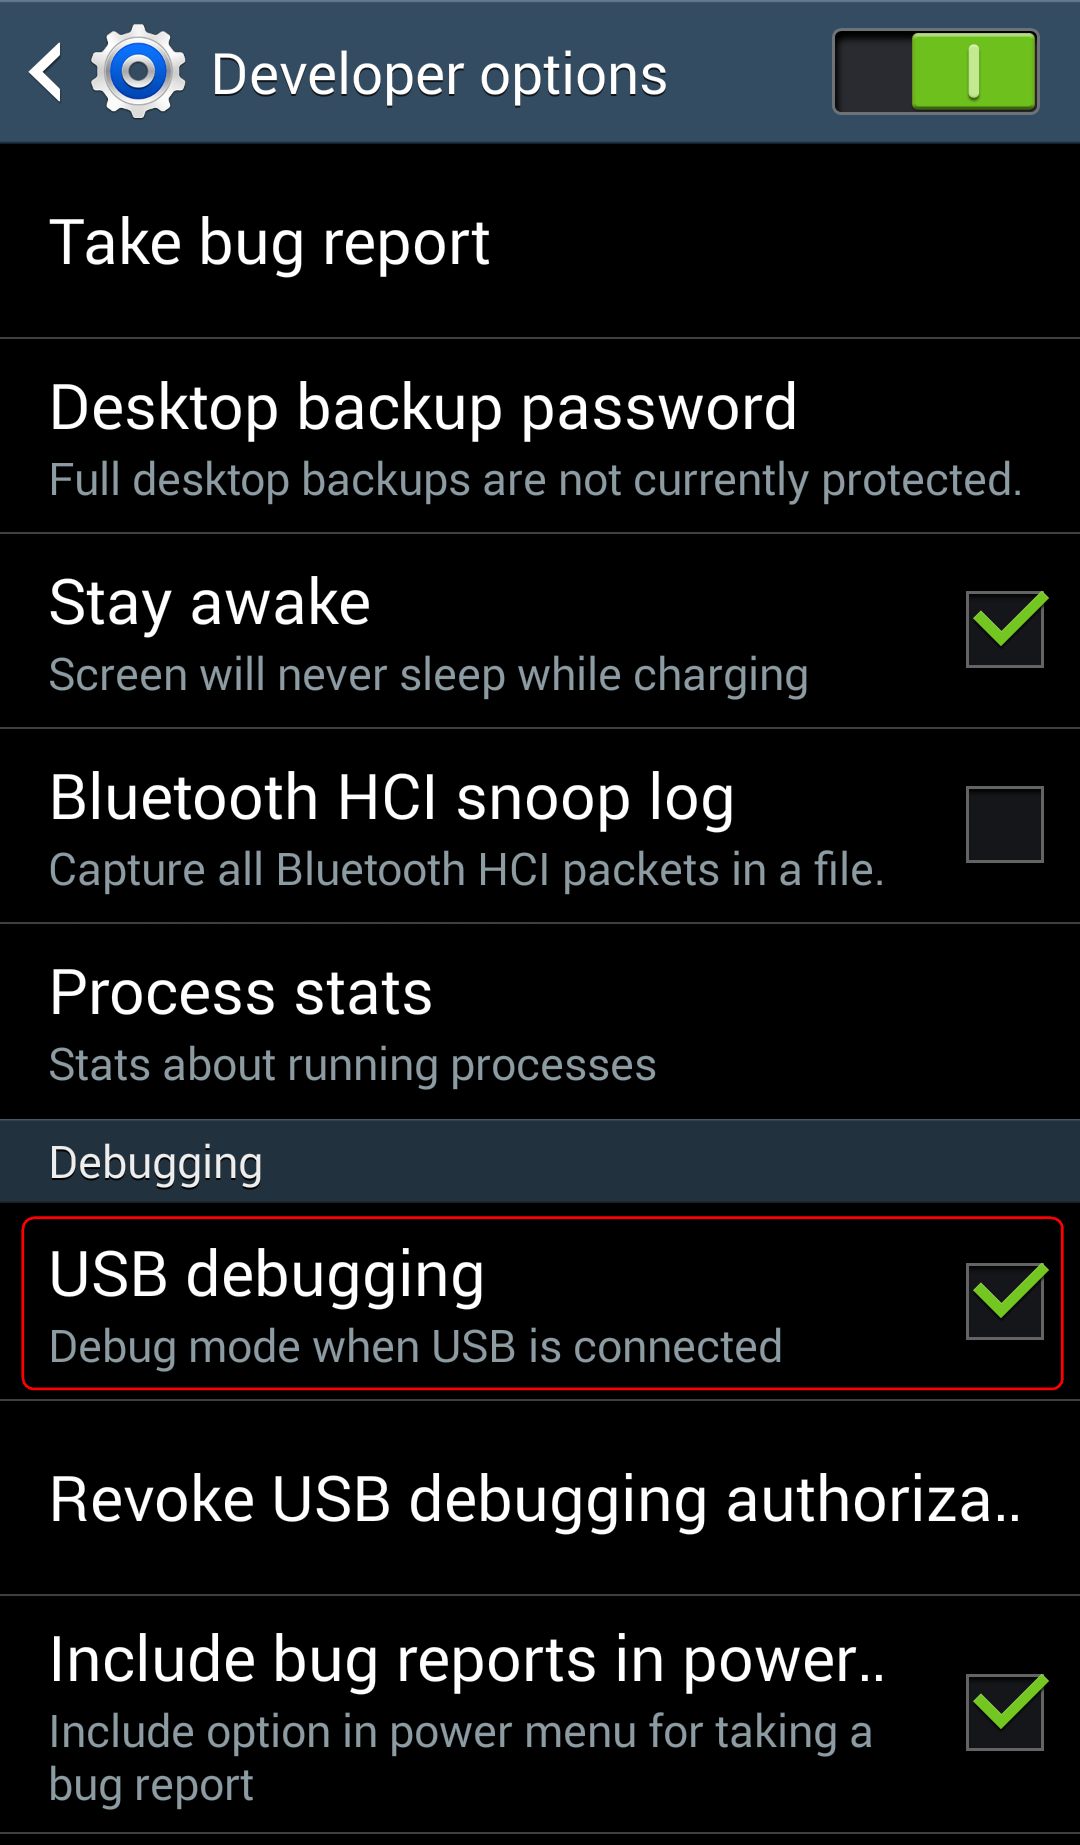 Developer options
Take bug report
Desktop backup password
Full desktop backups are not currently protected.
Stay awake
Screen will never sleep while charging
Bluetooth HCI snoop log
Capture all Bluetooth HCI packets in a file.
Process stats
Stats about running processes
Debugging
USB debugging
Debug mode when USB is connected
Revoke USB debugging authoriza..
Include bug reports in power..
Include option in power menu for taking a
bug report